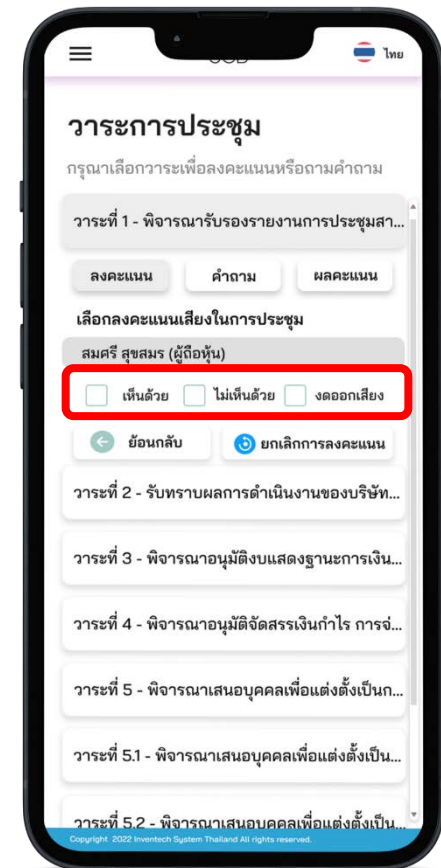 ไทย
วาระการประชุม
กรุณาเลือกวาระเพื่อลงคะแนนหรือถามคำถาม
วาระที่ 1 - พิจารณารับรองรายงานการประชุมสา...
ลงคะแนน คำถาม ผลคะแนน
เลือกลงคะแนนเสียงในการประชุม
สมศรี สุขสมร (ผู้ถือหุ้น)
เห็นด้วย ไม่เห็นด้วย งดออกเสียง
ย้อนกลับ ยกเลิกการลงคะแนน
วาระที่ 2 - รับทราบผลการดำเนินงานของบริษัท...
วาระที่ 3 - พิจารณาอนุมัติงบแสดงฐานะการเงิน...
วาระที่ 4 - พิจารณาอนุมัติจัดสรรเงินกำไร การจ่...
วาระที่ 5 - พิจารณาเสนอบุคคลเพื่อแต่งตั้งเป็นก...
วาระที่ 5.1 - พิจารณาเสนอบุคคลเพื่อแต่งตั้งเป็น...
วาระที่ 5.2 - พิจารณาเสนอบุคคลเพื่อแต่งตั้งเป็น...
Copyright 2022 Inventech System Thailand All rights reserved.